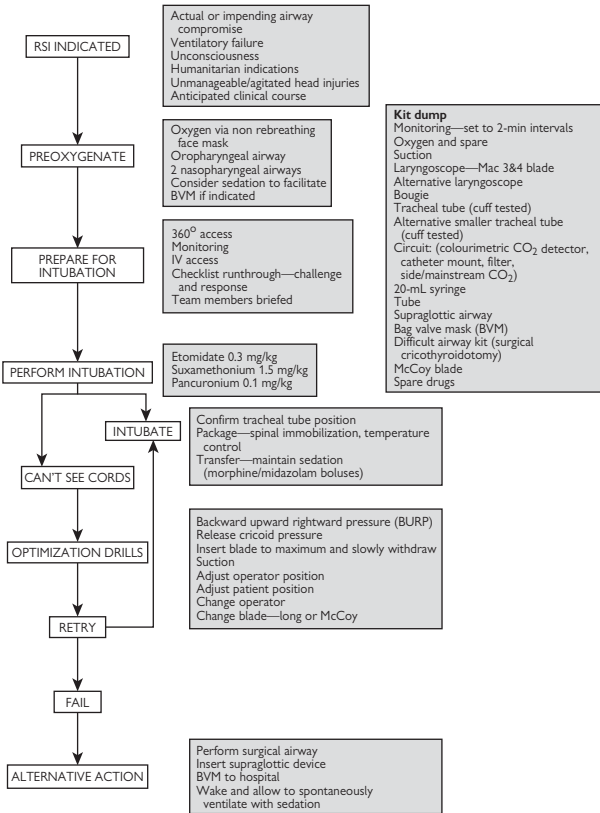 RSI INDICATED
Actual or impending airway
compromise
Ventilatory failure
Unconsciousness
Humanitarian indications
Unmanageable/agitated head injuries
Anticipated clinical course
PREOXYGENATE
Oxygen via non rebreathing
face mask
Oropharyngeal airway
2 nasopharyngeal airways
Consider sedation to facilitate
BVM if indicated
PREPARE FOR
INTUBATION
360° access
Monitoring
IV access
Checklist runthrough—challenge
and response
Team members briefed
Kit dump
Monitoring—set to 2-min intervals
Oxygen and spare
Suction
Laryngoscope—Mac 3&4 blade
Alternative laryngoscope
Bougie
Tracheal tube (cuff tested)
Alternative smaller tracheal tube
(cuff tested)
Circuit: (colourimetric CO₂ detector,
catheter mount, filter,
side/mainstream CO₂)
20-mL syringe
Tube
Supraglottic airway
Bag valve mask (BVM)
Difficult airway kit (surgical
cricothyroidotomy)
McCoy blade
Spare drugs
PERFORM INTUBATION
Etomidate 0.3 mg/kg
Suxamethonium 1.5 mg/kg
Pancuronium 0.1 mg/kg
INTUBATE
Confirm tracheal tube position
Package—spinal immobilization, temperature
control
Transfer—maintain sedation
(morphine/midazolam boluses)
CAN'T SEE CORDS
OPTIMIZATION DRILLS
Backward upward rightward pressure (BURP)
Release cricoid pressure
Insert blade to maximum and slowly withdraw
Suction
Adjust operator position
Adjust patient position
Change operator
Change blade—long or McCoy
RETRY
FAIL
ALTERNATIVE ACTION
Perform surgical airway
Insert supraglottic device
BVM to hospital
Wake and allow to spontaneously
ventilate with sedation